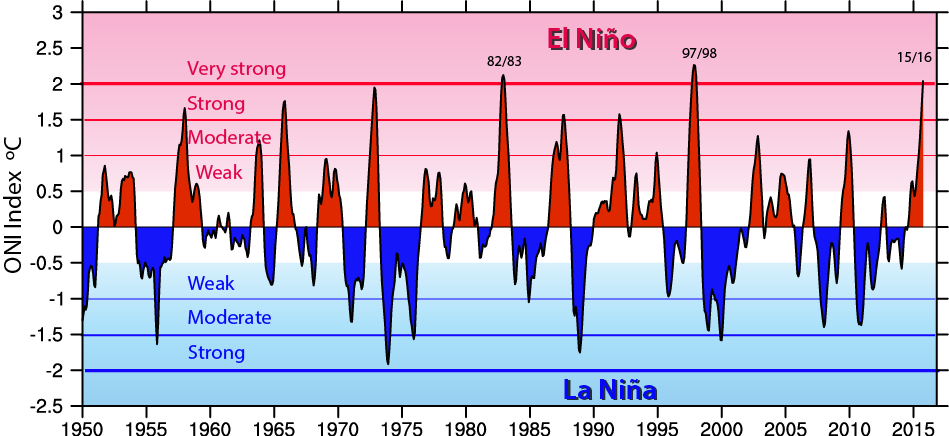 3
El Niño
2.5
82/83
97/98
15/16
Very strong
2
Strong
1.5
Moderate
1
Weak
0.5
0
-0.5
Weak
-1
Moderate
-1.5
Strong
-2
La Niña
-2.5
ONI Index ºC
1950 1955 1960 1965 1970 1975 1980 1985 1990 1995 2000 2005 2010 2015